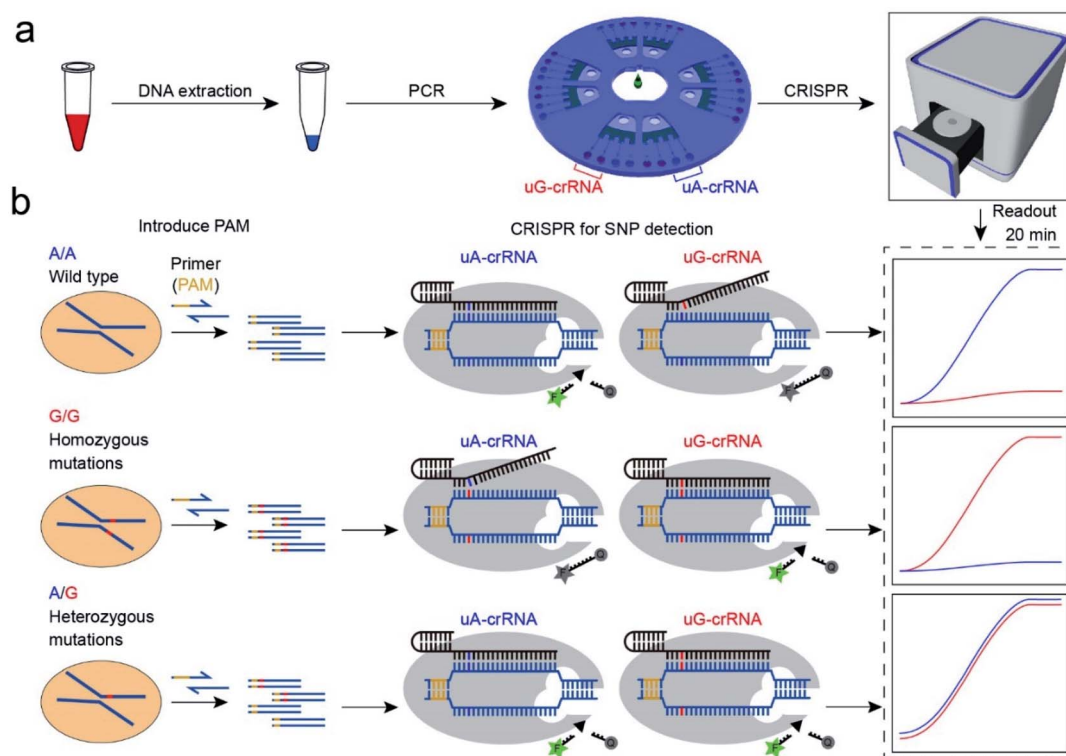 a
DNA extraction
PCR
CRISPR
uG-crRNA
uA-crRNA
Readout
20 min
b
Introduce PAM
CRISPR for SNP detection
A/A
Wild type
Primer
(PAM)
uA-crRNA
uG-crRNA
F
Q
F
Q
G/G
Homozygous
mutations
uA-crRNA
uG-crRNA
F
Q
F
Q
A/G
Heterozygous
mutations
uA-crRNA
uG-crRNA
F
Q
F
Q